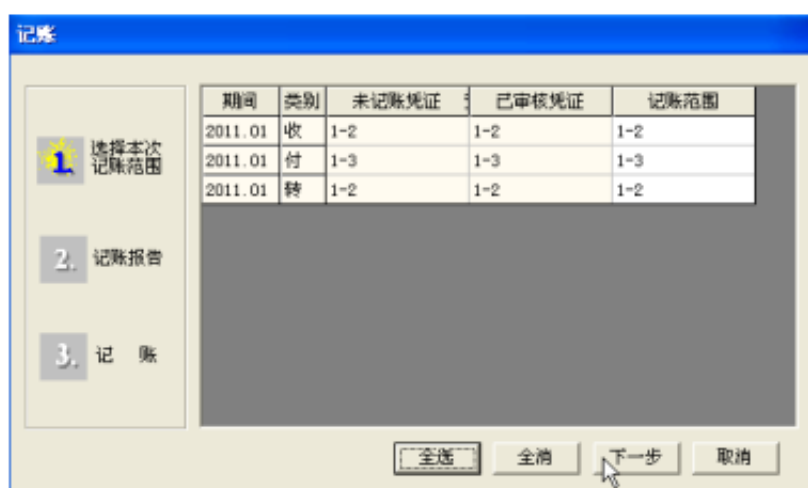 记账
期间 类别 未记账凭证 已审核凭证 记账范围
2011.01 收 1-2 1-2 1-2
2011.01 付 1-3 1-3 1-3
2011.01 转 1-2 1-2 1-2
1. 选择本次
记账范围
2. 记账报告
3. 记 账
全选 全消 下一步 取消